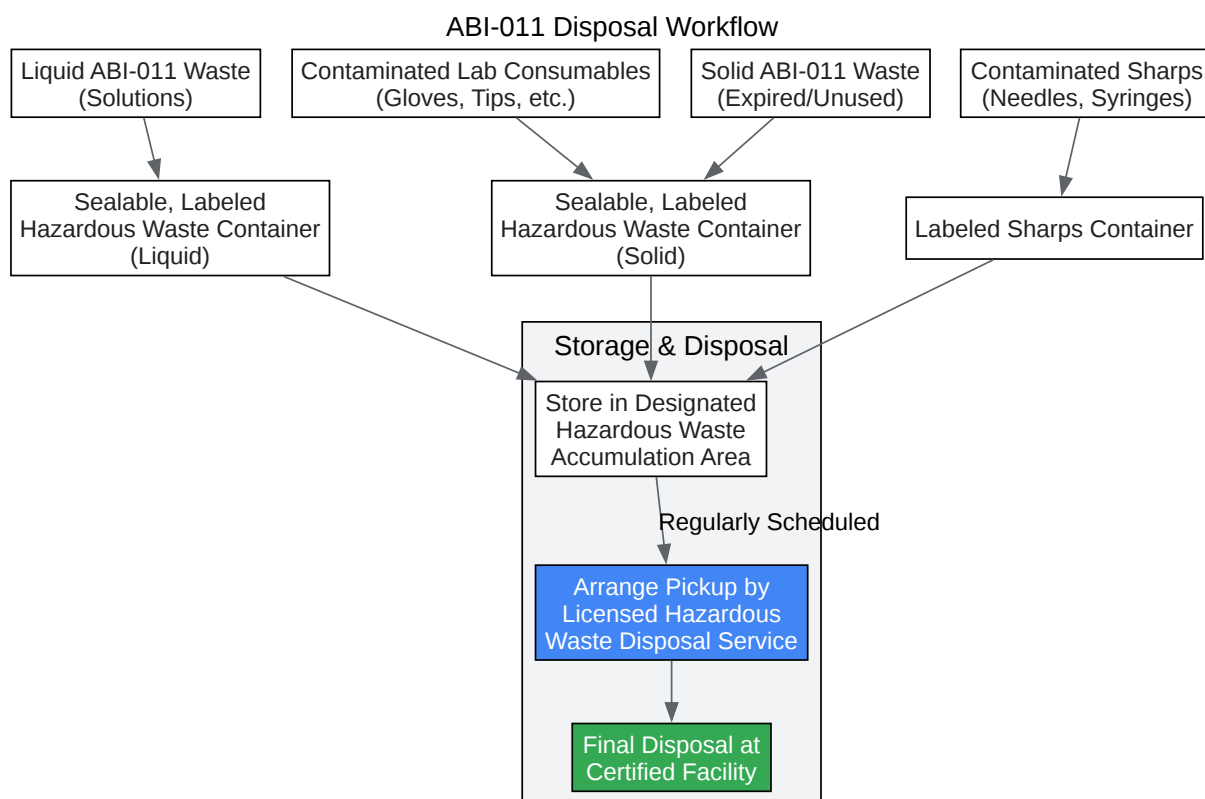 ABI-011 Disposal Workflow
Liquid ABI-011 Waste
(Solutions)
Contaminated Lab Consumables
(Gloves, Tips, etc.)
Solid ABI-011 Waste
(Expired/Unused)
Contaminated Sharps
(Needles, Syringes)
Sealable, Labeled
Hazardous Waste Container
(Liquid)
Sealable, Labeled
Hazardous Waste Container
(Solid)
Labeled Sharps Container
Storage & Disposal
Store in Designated
Hazardous Waste
Accumulation Area
Regularly Scheduled
Arrange Pickup by
Licensed Hazardous
Waste Disposal Service
Final Disposal at
Certified Facility